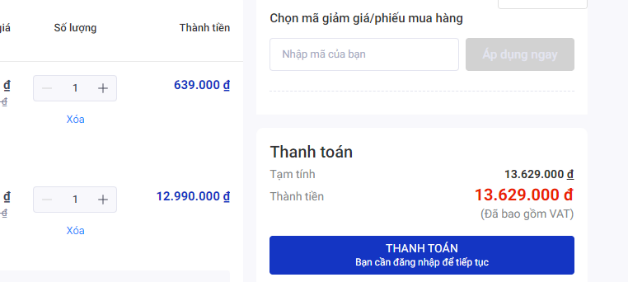 giá Số lượng Thành tiền
đ 1 639.000 đ
đ
Xóa
đ 1 12.990.000 đ
đ
Xóa
Chọn mã giảm giá/phiếu mua hàng
Nhập mã của bạn Áp dụng ngay
Thanh toán
Tạm tính 13.629.000 đ
Thành tiền 13.629.000 đ
(Đã bao gồm VAT)
THANH TOÁN
Bạn cần đăng nhập để tiếp tục